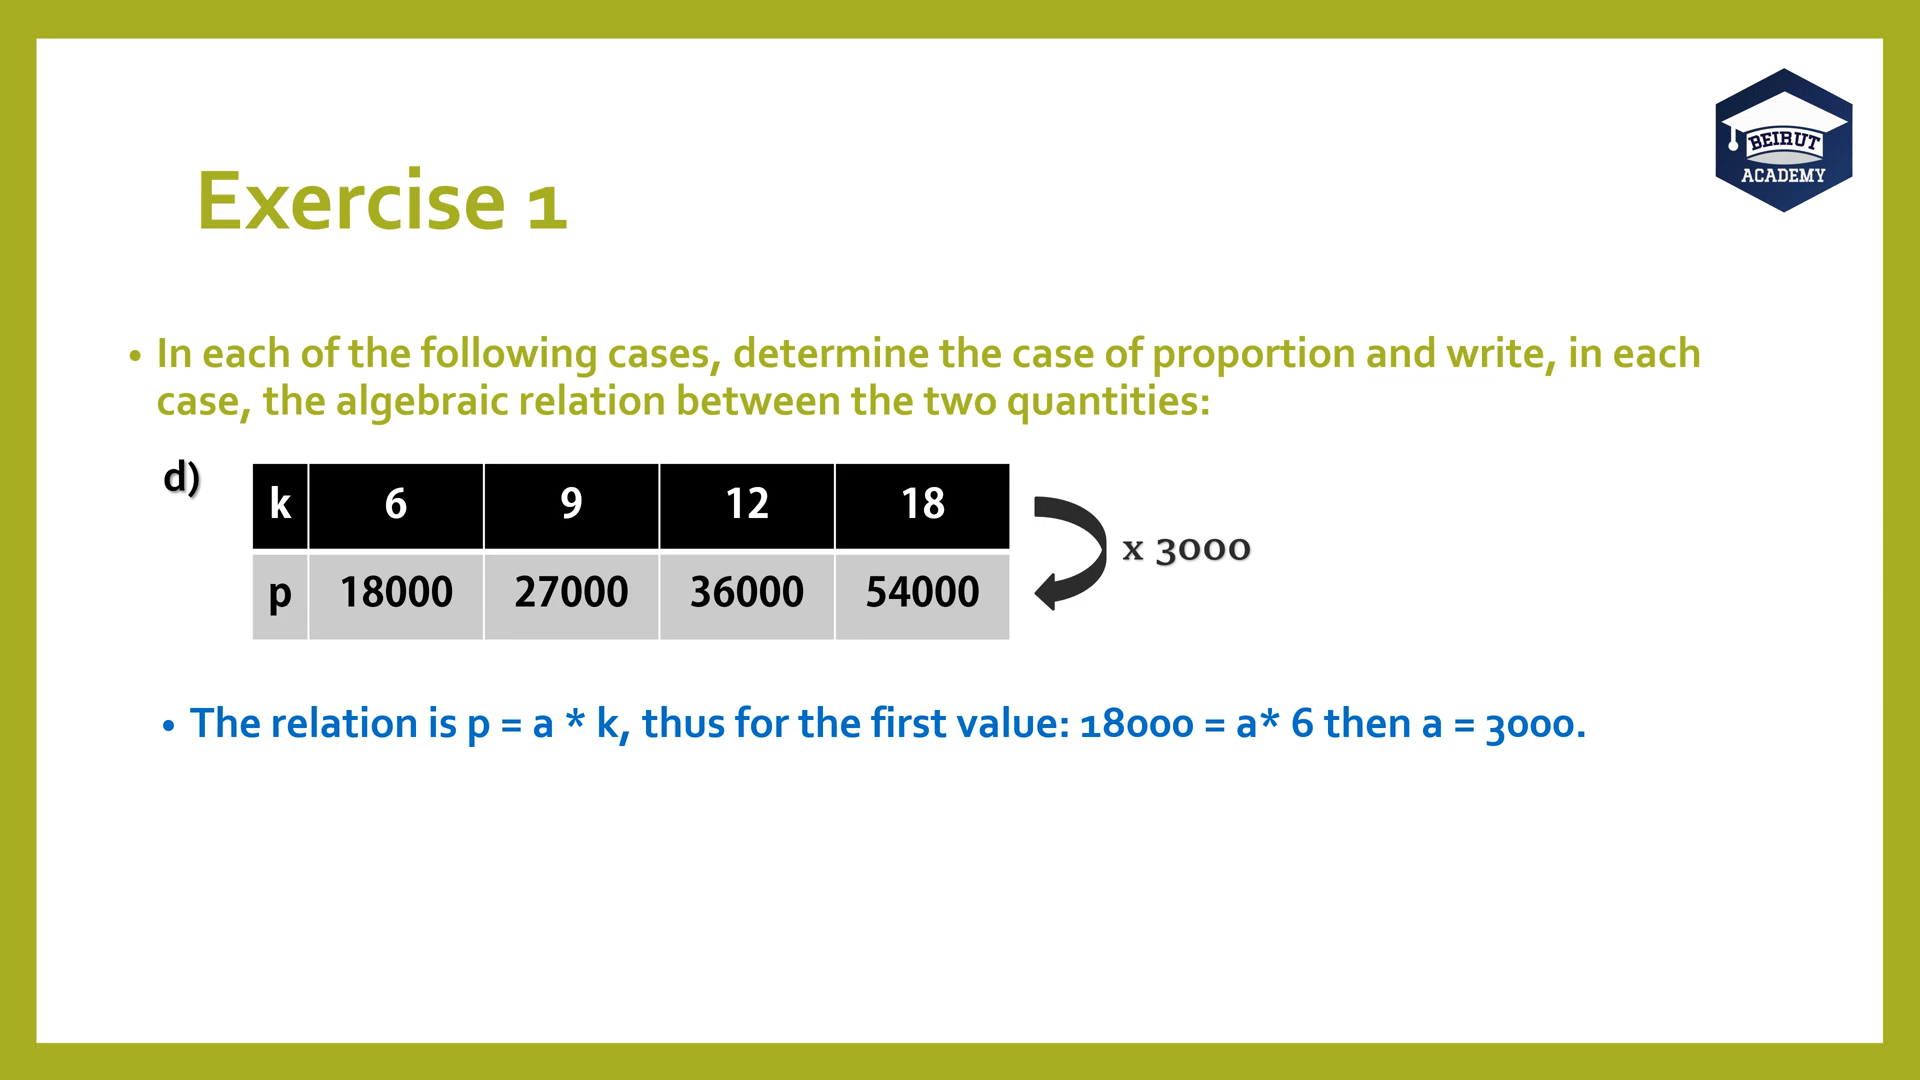 BEIRUT
ACADEMY
Exercise 1
• In each of the following cases, determine the case of proportion and write, in each
case, the algebraic relation between the two quantities:
d)
k 6 9 12 18
x 3000
p 18000 27000 36000 54000
• The relation is p = a * k, thus for the first value: 18000 = a* 6 then a = 3000.